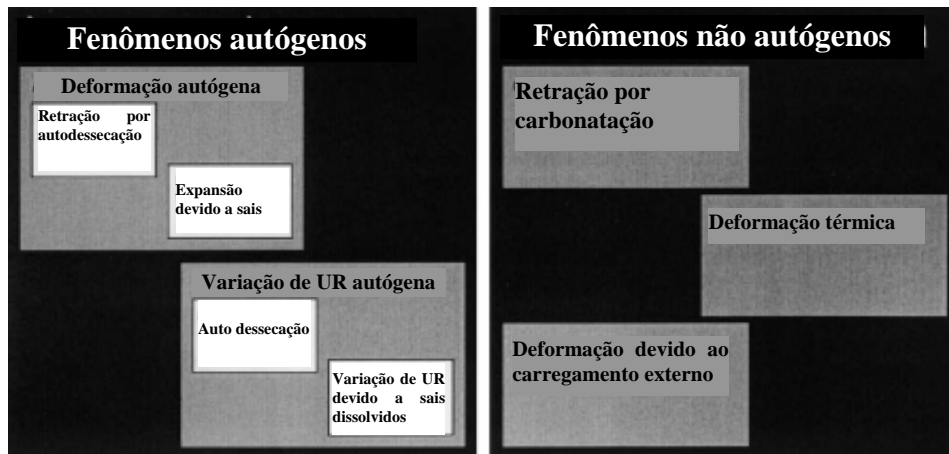 Fenômenos autógenos
Deformação autógena
Retração por
autodessecação
Expansão
devido a sais
Variação de UR autógena
Auto dessecação
Variação de UR
devido a sais
dissolvidos
Fenômenos não autógenos
Retração por
carbonatação
Deformação térmica
Deformação devido ao
carregamento externo